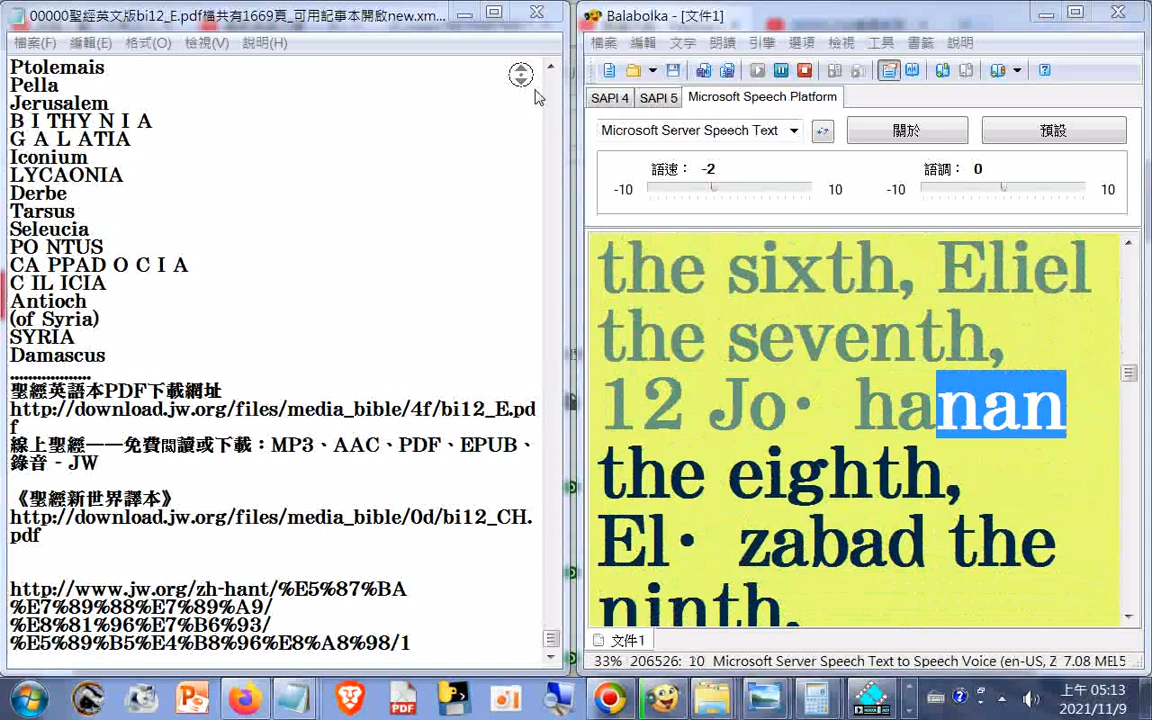 00000聖經英文版bi12_E.pdf檔共有1669頁_可用記事本開啟new.xm...
檔案(F) 編輯(E) 格式(O) 檢視(V) 說明(H)
Ptolemais
Pella
Jerusalem
B I THY N I A
G A L ATIA
Iconium
LYCAONIA
Derbe
Tarsus
Seleucia
PO NTUS
CA PPAD O C I A
C IL ICIA
Antioch
(of Syria)
SYRIA
Damascus
..................
聖經英語本PDF下載網址
http://download.jw.org/files/media_bible/4f/bi12_E.pd
f
線上聖經——免費閱讀或下載：MP3、AAC、PDF、EPUB、
錄音 - JW
《聖經新世界譯本》
http://download.jw.org/files/media_bible/0d/bi12_CH.
pdf
http://www.jw.org/zh-hant/%E5%87%BA
%E7%89%88%E7%89%A9/
%E8%81%96%E7%B6%93/
%E5%89%B5%E4%B8%96%E8%A8%98/1
Balabolka - [文件1]
檔案 編輯 文字 朗讀 引擎 選項 檢視 工具 書籤 說明
SAPI 4 SAPI 5 Microsoft Speech Platform
Microsoft Server Speech Text 關於 預設
語速： -2 語調： 0
-10 10 -10 10
the sixth, Eliel
the seventh,
12 Jo· hanan
the eighth,
El· zabad the
ninth,
文件1
33% 206526: 10 Microsoft Server Speech Text to Speech Voice (en-US, Z 7.08 МЕ1,5
PDF
上午 05:13
2021/11/9